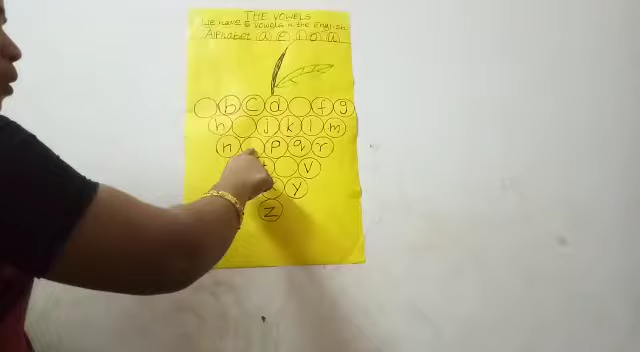 THE VOWELS
We have 5 vowels in the English
Alphabet a e i o u
b c d f g
h j k l m
n p q r
t v
y
z